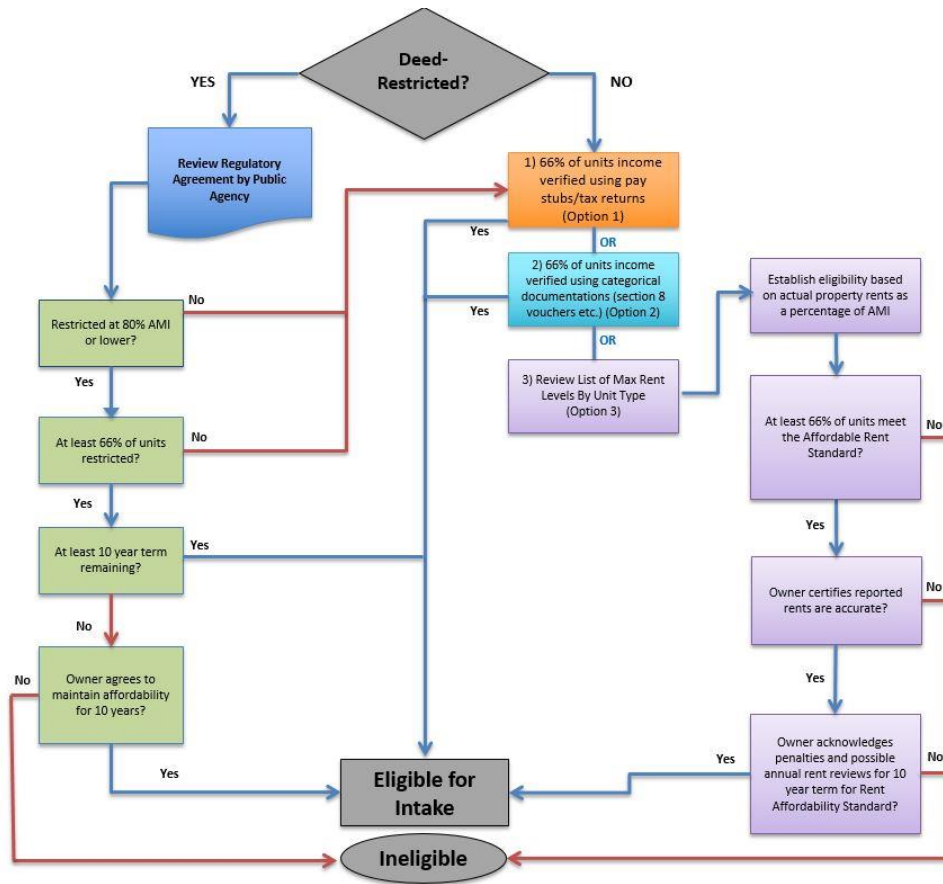 Deed-
Restricted?
YES
NO
Review Regulatory
Agreement by Public
Agency
1) 66% of units income
verified using pay
stubs/tax returns
(Option 1)
Yes
OR
2) 66% of units income
verified using categorical
documentations (section 8
vouchers etc.) (Option 2)
Yes
OR
3) Review List of Max Rent
Levels By Unit Type
(Option 3)
Establish eligibility based
on actual property rents as
a percentage of AMI
Restricted at 80% AMI
or lower?
No
Yes
At least 66% of units
restricted?
No
Yes
At least 10 year term
remaining?
Yes
No
Owner agrees to
maintain affordability
for 10 years?
No
Yes
At least 66% of units meet
the Affordable Rent
Standard?
No
Yes
Owner certifies reported
rents are accurate?
No
Yes
Owner acknowledges
penalties and possible
annual rent reviews for 10
year term for Rent
Affordability Standard?
No
Yes
Eligible for
Intake
Ineligible